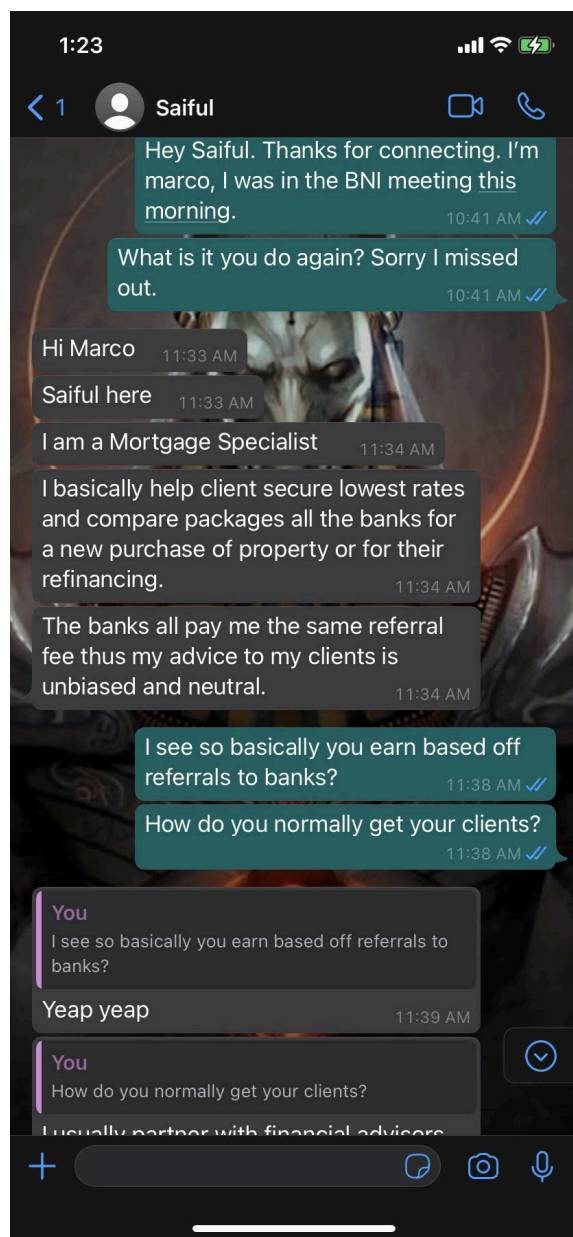 1:23
1
Saiful
Hey Saiful. Thanks for connecting. I'm
marco, I was in the BNI meeting this
morning.
10:41 AM
What is it you do again? Sorry I missed
out.
10:41 AM
Hi Marco
11:33 AM
Saiful here
11:33 AM
I am a Mortgage Specialist
11:34 AM
I basically help client secure lowest rates
and compare packages all the banks for
a new purchase of property or for their
refinancing.
11:34 AM
The banks all pay me the same referral
fee thus my advice to my clients is
unbiased and neutral.
11:34 AM
I see so basically you earn based off
referrals to banks?
11:38 AM
How do you normally get your clients?
11:38 AM
You
I see so basically you earn based off referrals to
banks?
Yeap yeap
11:39 AM
You
How do you normally get your clients?
I usually partner with financial advisors